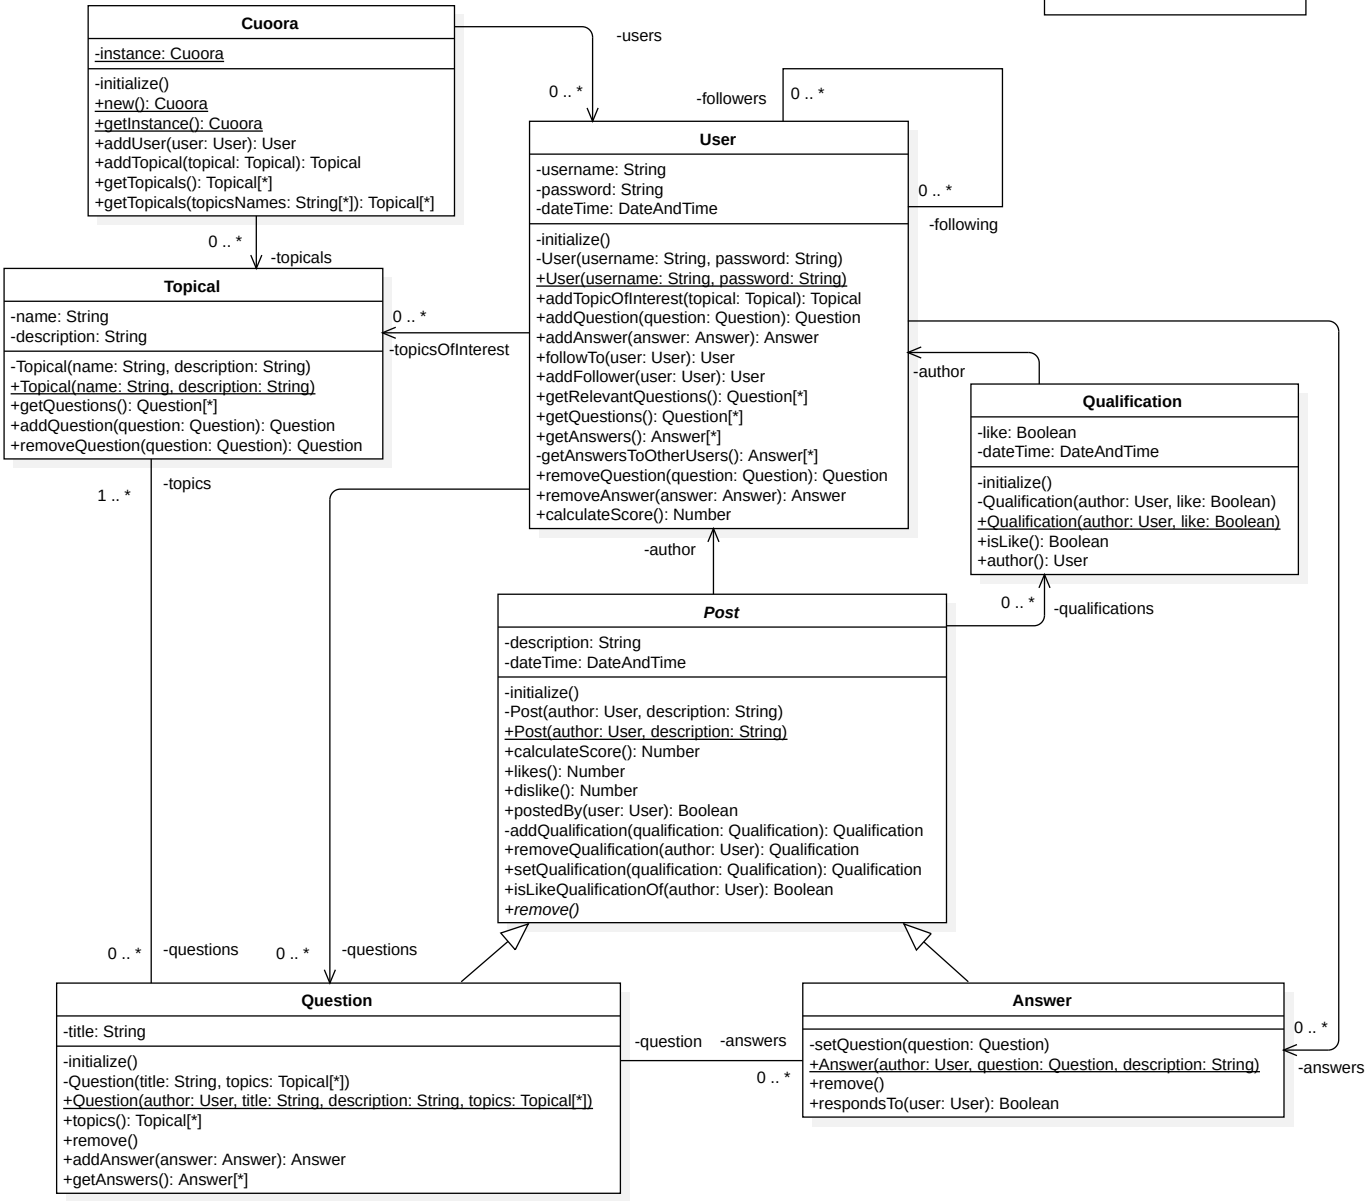 Cuoora
-instance: Cuoora
-initialize()
+new(): Cuoora
+getInstance(): Cuoora
+addUser(user: User): User
+addTopical(topical: Topical): Topical
+getTopicals(): Topical[*]
+getTopicals(topicsNames: String[*]): Topical[*]
-users
0 .. *
-followers
0 .. *
0 .. *
-following
0 .. *
-topicals
User
-username: String
-password: String
-dateTime: DateAndTime
-initialize()
-User(username: String, password: String)
+User(username: String, password: String)
+addTopicOfInterest(topical: Topical): Topical
+addQuestion(question: Question): Question
+addAnswer(answer: Answer): Answer
+followTo(user: User): User
+addFollower(user: User): User
+getRelevantQuestions(): Question[*]
+getQuestions(): Question[*]
+getAnswers(): Answer[*]
-getAnswersToOtherUsers(): Answer[*]
+removeQuestion(question: Question): Question
+removeAnswer(answer: Answer): Answer
+calculateScore(): Number
Topical
-name: String
-description: String
-Topical(name: String, description: String)
+Topical(name: String, description: String)
+getQuestions(): Question[*]
+addQuestion(question: Question): Question
+removeQuestion(question: Question): Question
0 .. *
-topicsOfInterest
-author
Qualification
-like: Boolean
-dateTime: DateAndTime
-initialize()
-Qualification(author: User, like: Boolean)
+Qualification(author: User, like: Boolean)
+isLike(): Boolean
+author(): User
1 .. *
-topics
-author
0 .. *
-qualifications
Post
-description: String
-dateTime: DateAndTime
-initialize()
-Post(author: User, description: String)
+Post(author: User, description: String)
+calculateScore(): Number
+likes(): Number
+dislike(): Number
+postedBy(user: User): Boolean
-addQualification(qualification: Qualification): Qualification
+removeQualification(author: User): Qualification
+setQualification(qualification: Qualification): Qualification
+isLikeQualificationOf(author: User): Boolean
+remove()
0 .. *
-questions
0 .. *
-questions
Question
-title: String
-initialize()
-Question(title: String, topics: Topical[*])
+Question(author: User, title: String, description: String, topics: Topical[*])
+topics(): Topical[*]
+remove()
+addAnswer(answer: Answer): Answer
+getAnswers(): Answer[*]
-question
-answers
0 .. *
Answer
-setQuestion(question: Question)
+Answer(author: User, question: Question, description: String)
+remove()
+respondsTo(user: User): Boolean
0 .. *
-answers